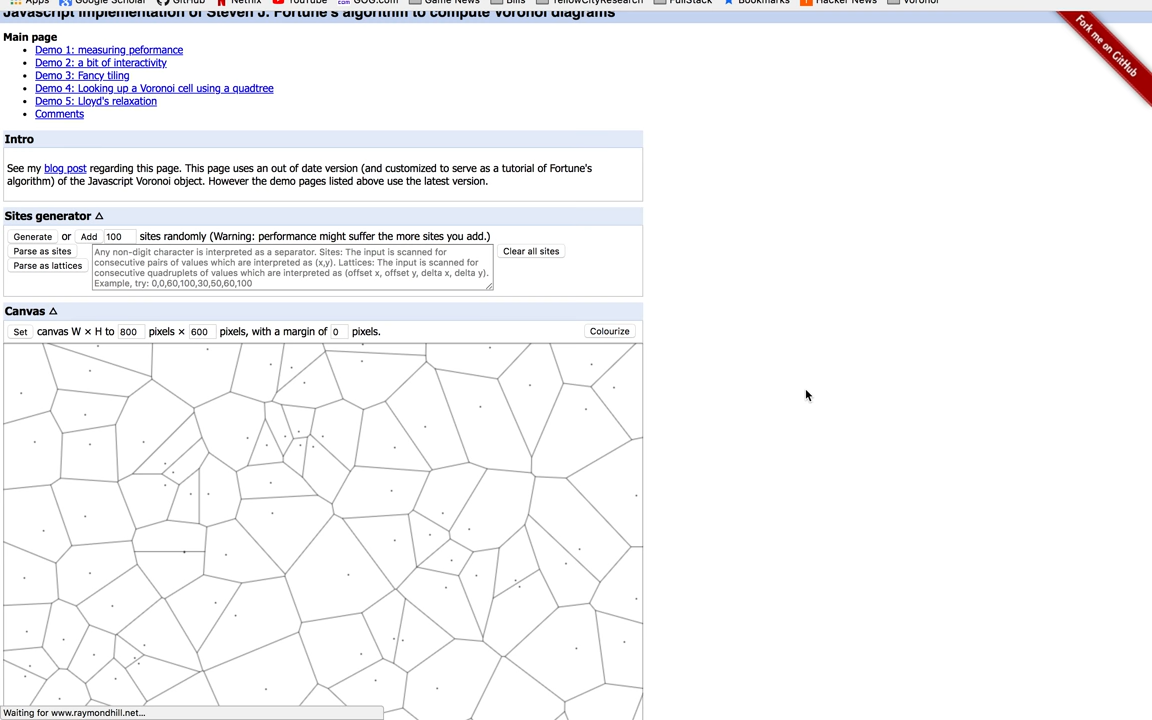 Apps Google Scholar GitHub Netflix YouTube GOG.com Game News Bills YellowCityResearch FullStack Bookmarks Hacker News Voronoi
Javascript implementation of Steven J. Fortune's algorithm to compute Voronoi diagrams
Fork me on GitHub
Main page
Demo 1: measuring peformance
Demo 2: a bit of interactivity
Demo 3: Fancy tiling
Demo 4: Looking up a Voronoi cell using a quadtree
Demo 5: Lloyd's relaxation
Comments
Intro
See my blog post regarding this page. This page uses an out of date version (and customized to serve as a tutorial of Fortune's
algorithm) of the Javascript Voronoi object. However the demo pages listed above use the latest version.
Sites generator △
Generate or Add 100 sites randomly (Warning: performance might suffer the more sites you add.)
Parse as sites
Parse as lattices
Any non-digit character is interpreted as a separator. Sites: The input is scanned for
consecutive pairs of values which are interpreted as (x,y). Lattices: The input is scanned for
consecutive quadruplets of values which are interpreted as (offset x, offset y, delta x, delta y).
Example, try: 0,0,60,100,30,50,60,100
Clear all sites
Canvas △
Set canvas W × H to 800 pixels × 600 pixels, with a margin of 0 pixels. Colourize
Waiting for www.raymondhill.net...